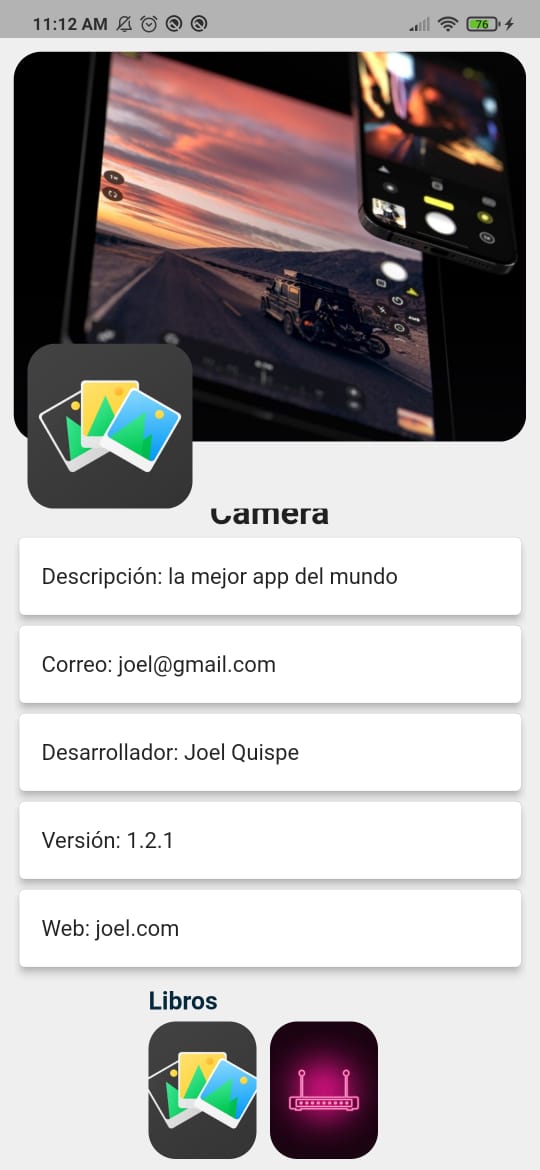 11:12 AM
76
Camera
Descripción: la mejor app del mundo
Correo: joel@gmail.com
Desarrollador: Joel Quispe
Versión: 1.2.1
Web: joel.com
Libros